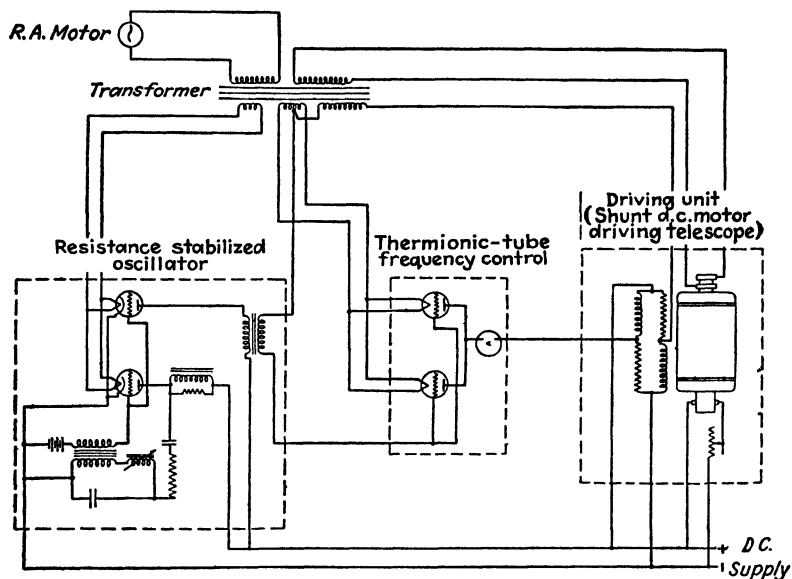 R.A. Motor
Transformer
Driving unit
(Shunt d.c. motor
driving telescope)
Resistance stabilized
oscillator
Thermionic-tube
frequency control
A
+ D.C.
- Supply